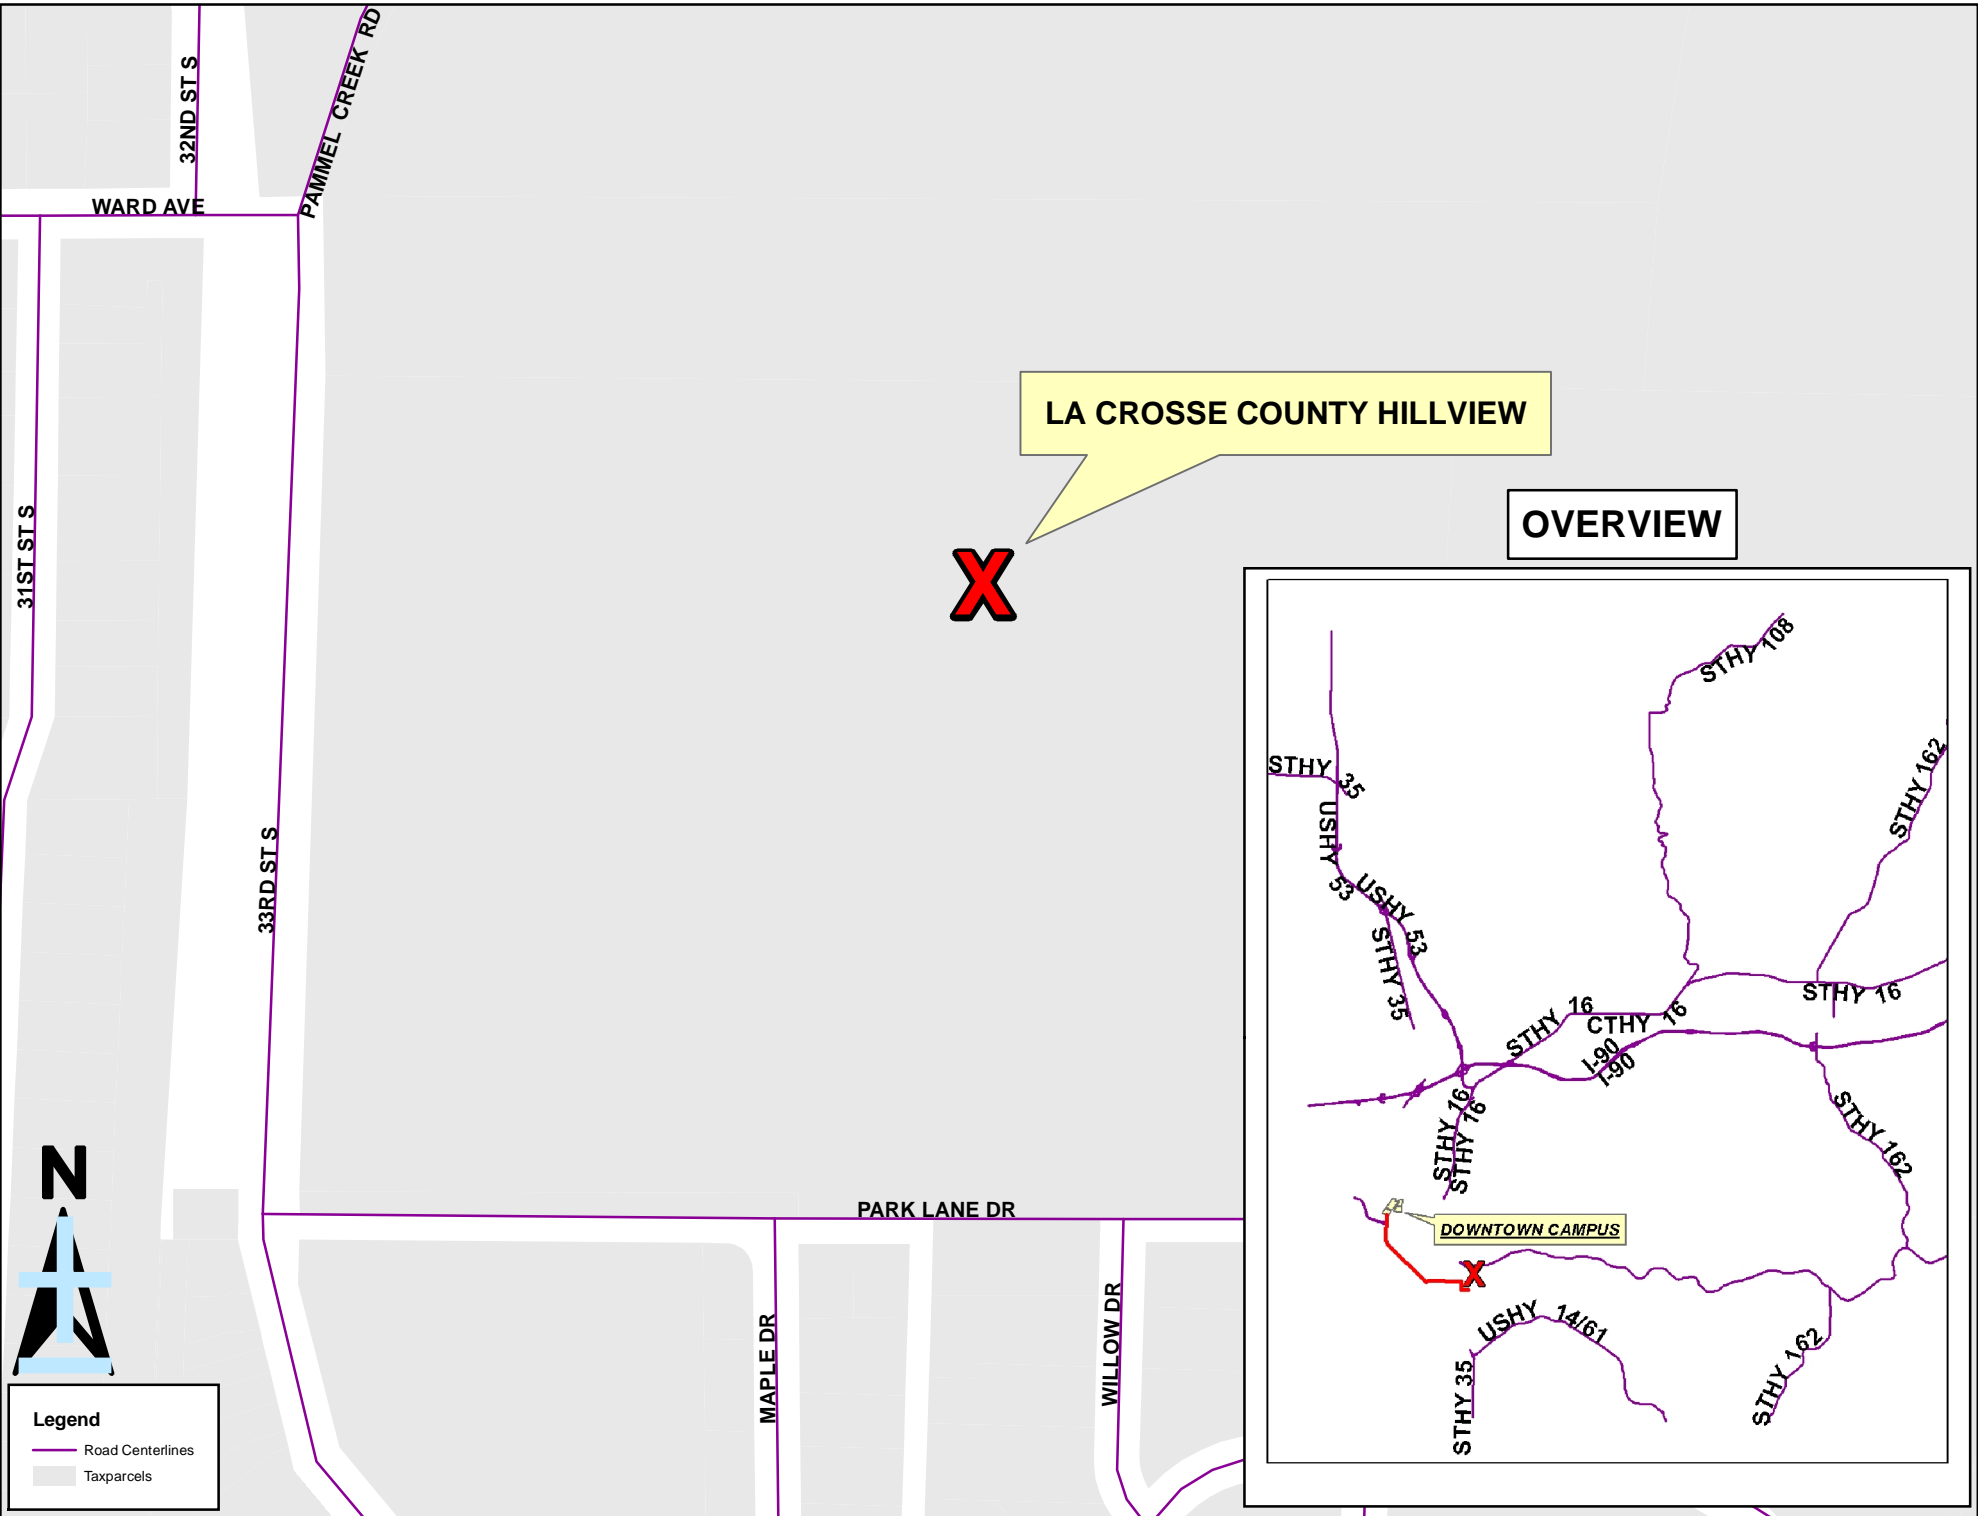 32ND ST S
PAMMEL CREEK RD
WARD AVE
LA CROSSE COUNTY HILLVIEW
31ST ST S
OVERVIEW
33RD ST S
PARK LANE DR
MAPLE DR
WILLOW DR
N
Legend
Road Centerlines
Taxparcels
STHY 108
STHY 35
STHY 162
USHY 53
USHY 53
STHY 35
STHY 16
STHY 16
CTHY 16
I-90
I-90
STHY 16
STHY 16
STHY 162
DOWNTOWN CAMPUS
X
USHY 14/61
STHY 35
STHY 162
X